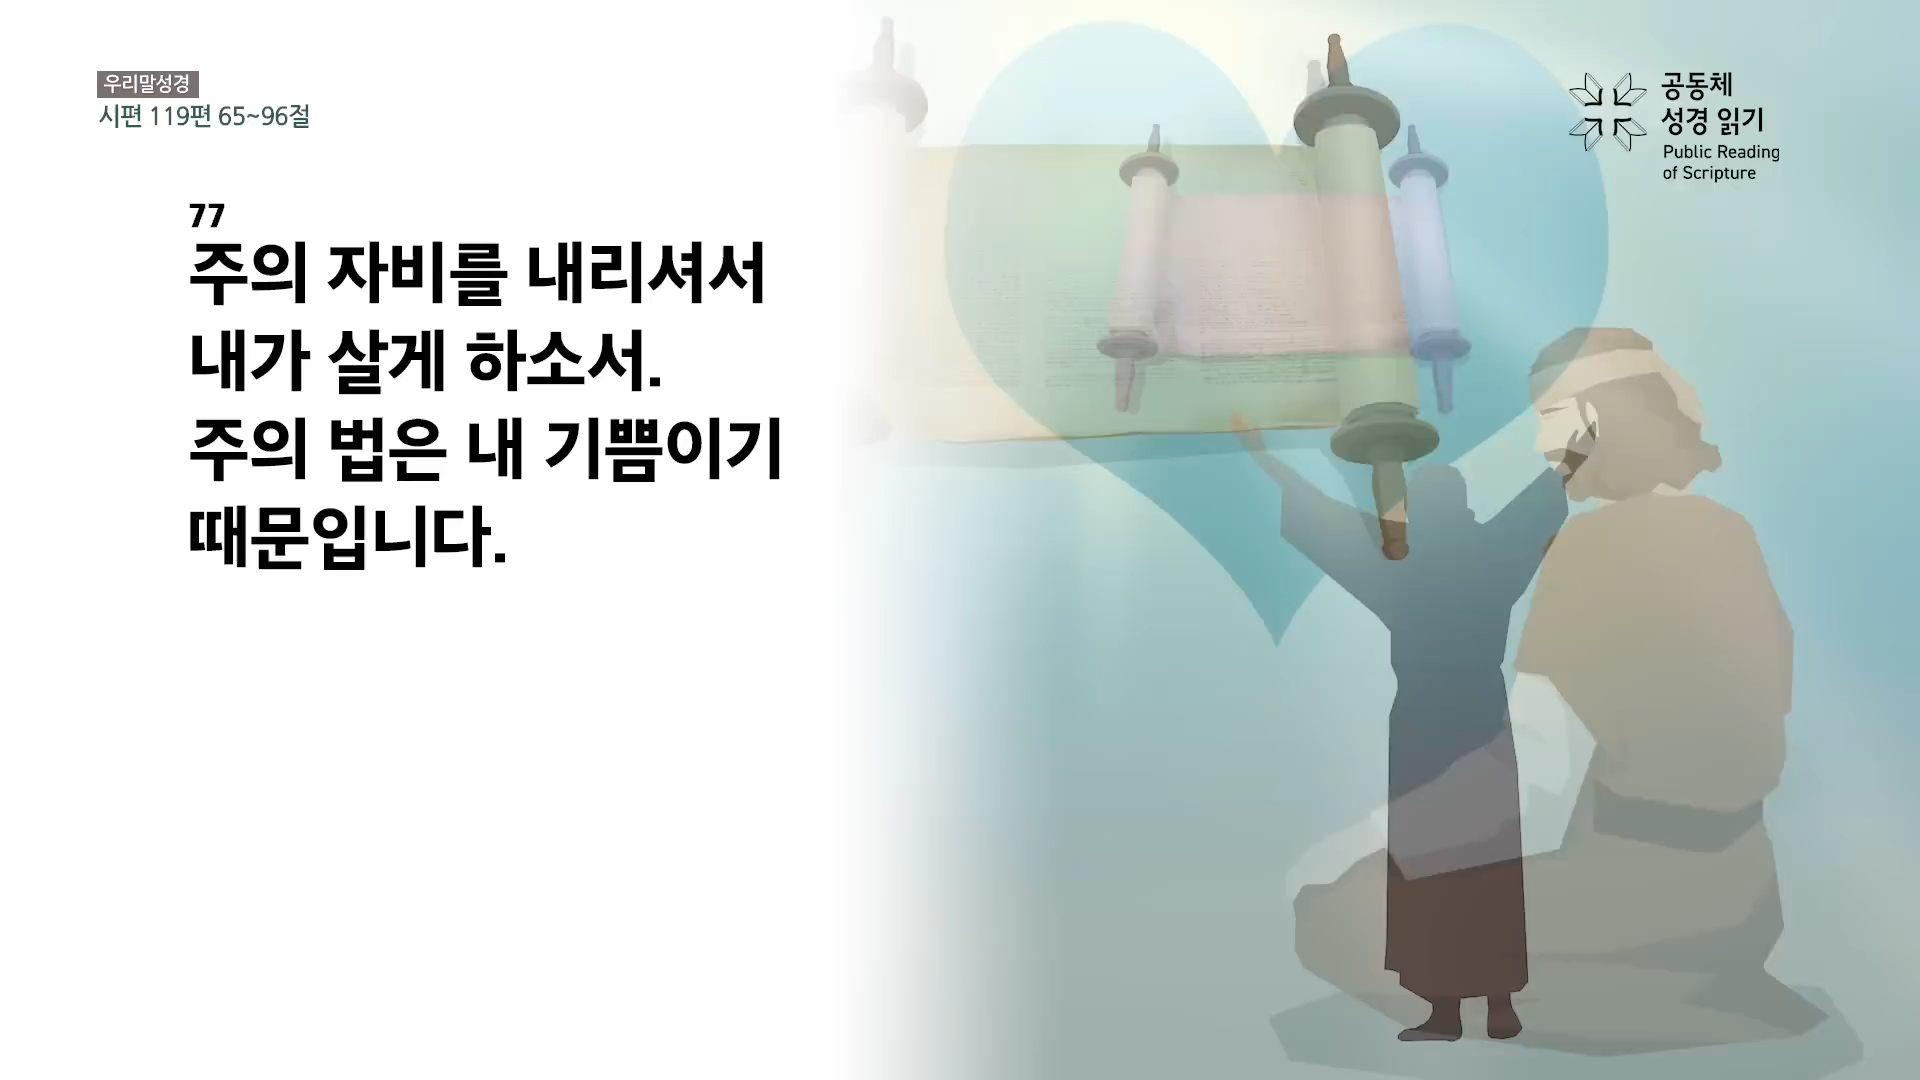 우리말성경
시편 119편 65~96절
공동체
성경 읽기
Public Reading
of Scripture
77
주의 자비를 내리셔서
내가 살게 하소서.
주의 법은 내 기쁨이기
때문입니다.